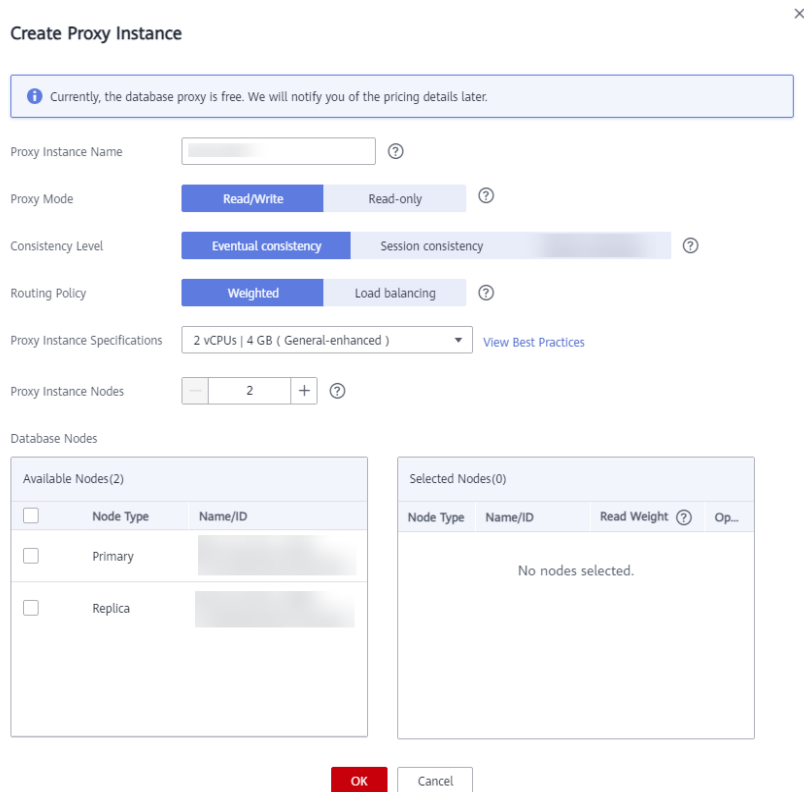 Create Proxy Instance
Currently, the database proxy is free. We will notify you of the pricing details later.
Proxy Instance Name
Proxy Mode Read/Write Read-only
Consistency Level Eventual consistency Session consistency
Routing Policy Weighted Load balancing
Proxy Instance Specifications 2 vCPUs | 4 GB ( General-enhanced ) View Best Practices
Proxy Instance Nodes 2
Database Nodes
Available Nodes(2)
Node Type Name/ID
Primary
Replica
Selected Nodes(0)
Node Type Name/ID Read Weight Op...
No nodes selected.
OK Cancel